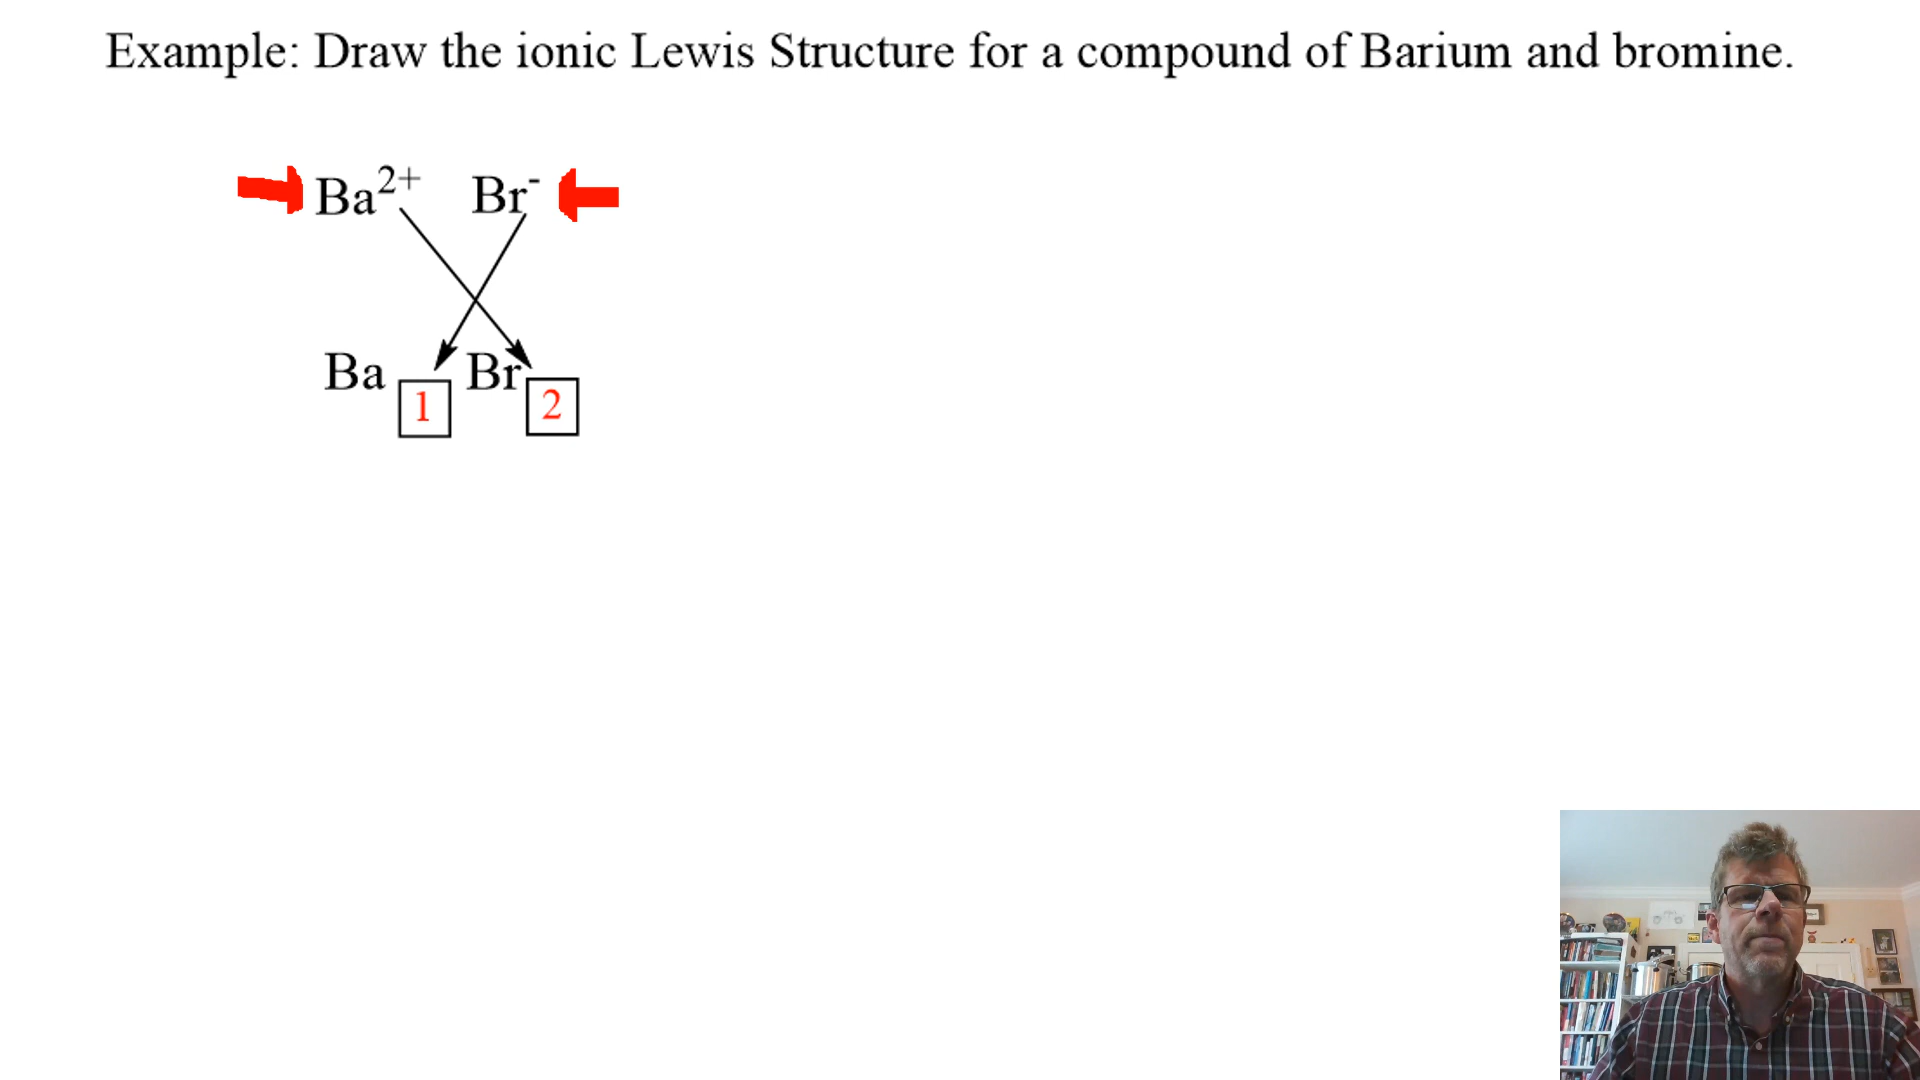 Example: Draw the ionic Lewis Structure for a compound of Barium and bromine.
Ba²⁺ Br⁻
Ba 1 Br 2